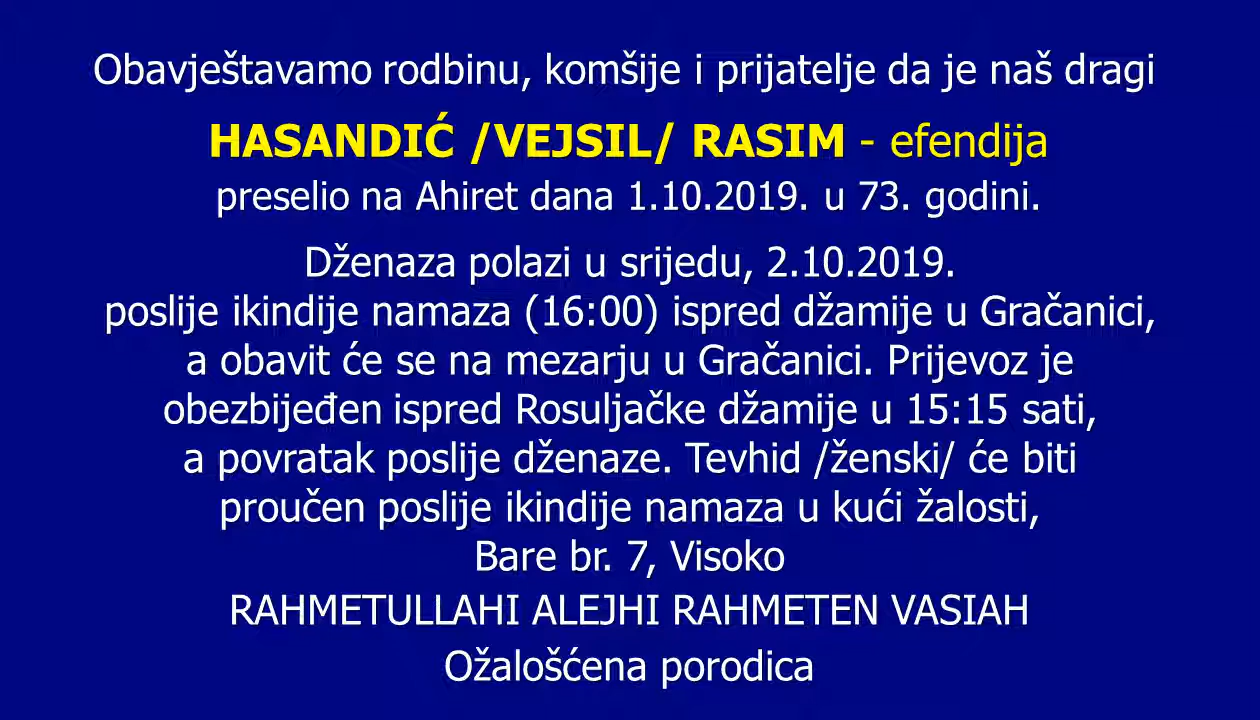 Obavještavamo rodbinu, komšije i prijatelje da je naš dragi
HASANDIĆ /VEJSIL/ RASIM - efendija
preselio na Ahiret dana 1.10.2019. u 73. godini.
Dženaza polazi u srijedu, 2.10.2019.
poslije ikindije namaza (16:00) ispred džamije u Gračanici,
a obavit će se na mezarju u Gračanici. Prijevoz je
obezbijeđen ispred Rosuljačke džamije u 15:15 sati,
a povratak poslije dženaze. Tevhid /ženski/ će biti
proučen poslije ikindije namaza u kući žalosti,
Bare br. 7, Visoko
RAHMETULLAHI ALEJHI RAHMETEN VASIAH
Ožalošćena porodica